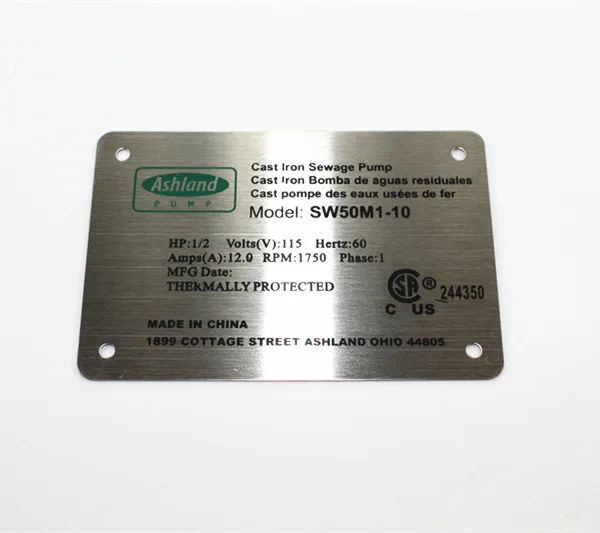 Ashland
PUMP
Cast Iron Sewage Pump
Cast Iron Bomba de aguas residuales
Cast pompe des eaux usées de fer
Model: SW50M1-10
HP:1/2 Volts(V):115 Hertz:60
Amps(A):12.0 RPM:1750 Phase:1
MFG Date:
THEKMALLY PROTECTED
SA ® 244350
C US
MADE IN CHINA
1899 COTTAGE STREET ASHLAND OHIO 44805